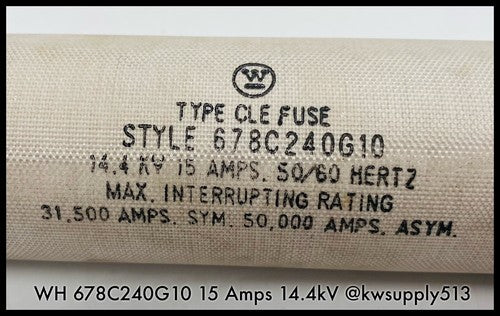 W
TYPE CLE FUSE
STYLE 678C240G10
14.4 KV 15 AMPS. 50/60 HERTZ
MAX. INTERRUPTING RATING
31,500 AMPS. SYM. 50,000 AMPS. ASYM.
WH 678C240G10 15 Amps 14.4kV @kwsupply513